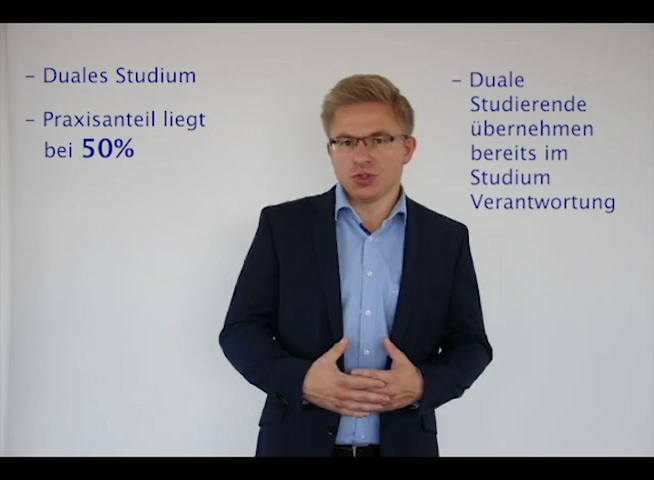 – Duales Studium
– Praxisanteil liegt
bei 50%
– Duale
Studierende
übernehmen
bereits im
Studium
Verantwortung